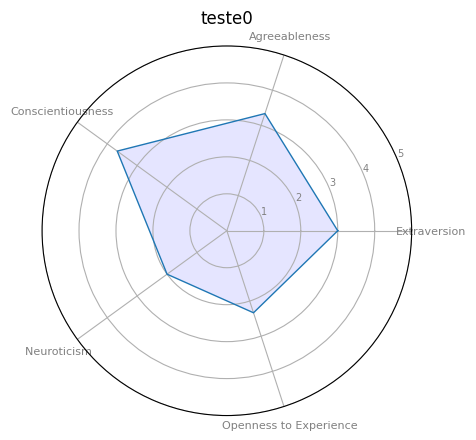 teste0
Agreeableness
Conscientiousness
5
4
3
2
1
Extraversion
Neuroticism
Openness to Experience